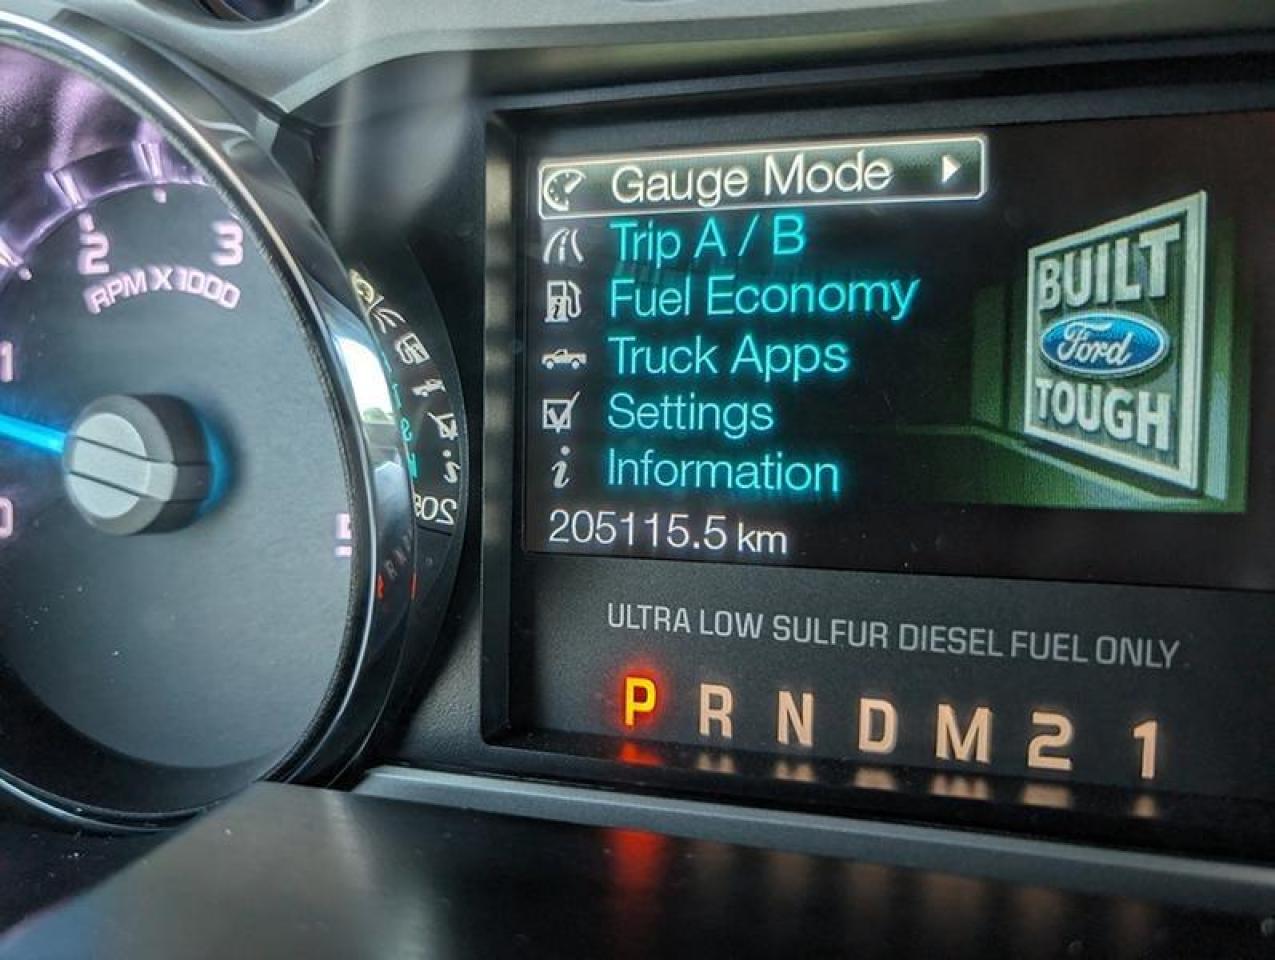 2
3
RPM X 1000
1
0
5
Gauge Mode
Trip A / B
Fuel Economy
Truck Apps
Settings
Information
205115.5 km
BUILT
Ford
TOUGH
ULTRA LOW SULFUR DIESEL FUEL ONLY
P R N D M 2 1